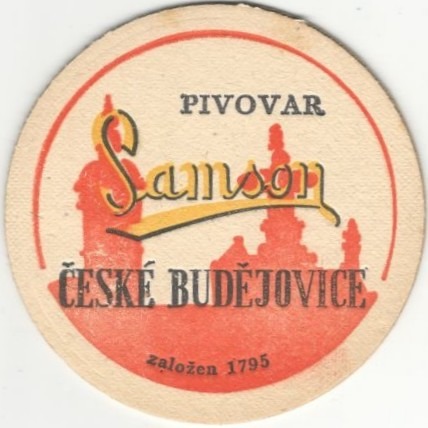 PIVOVAR
Samson
ČESKÉ BUDĚJOVICE
založen 1795